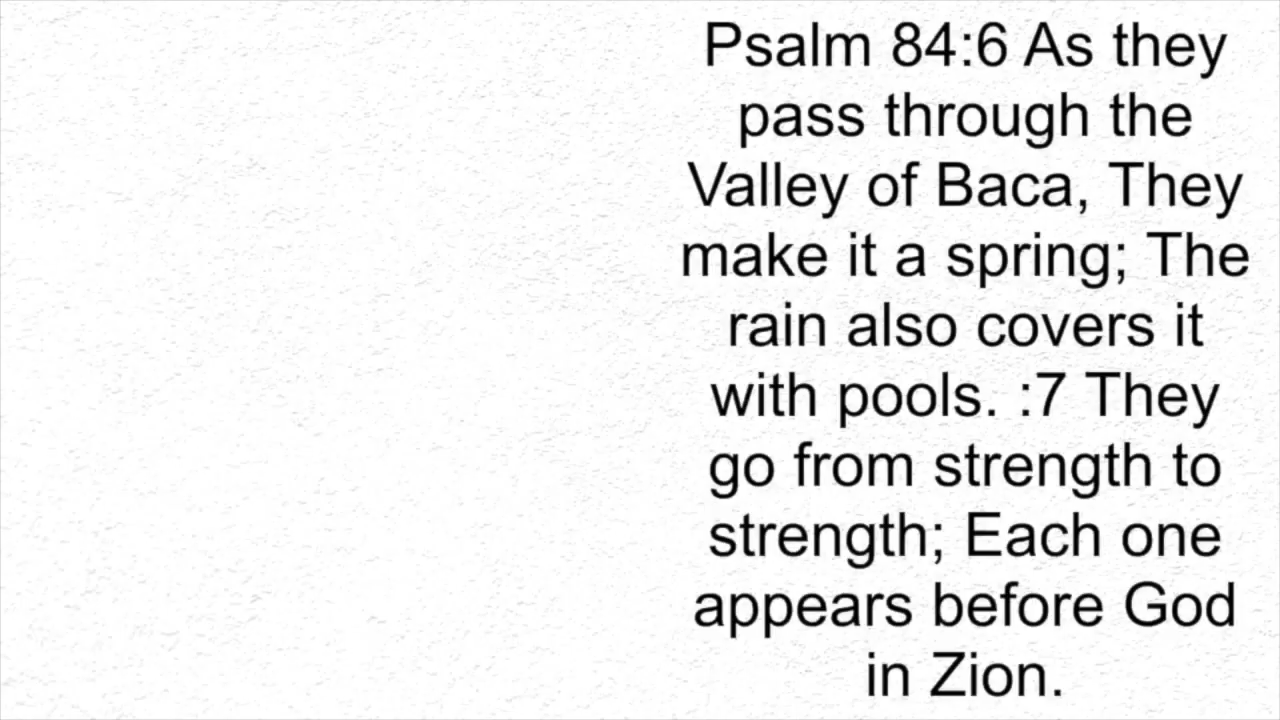 Psalm 84:6 As they
pass through the
Valley of Baca, They
make it a spring; The
rain also covers it
with pools. :7 They
go from strength to
strength; Each one
appears before God
in Zion.